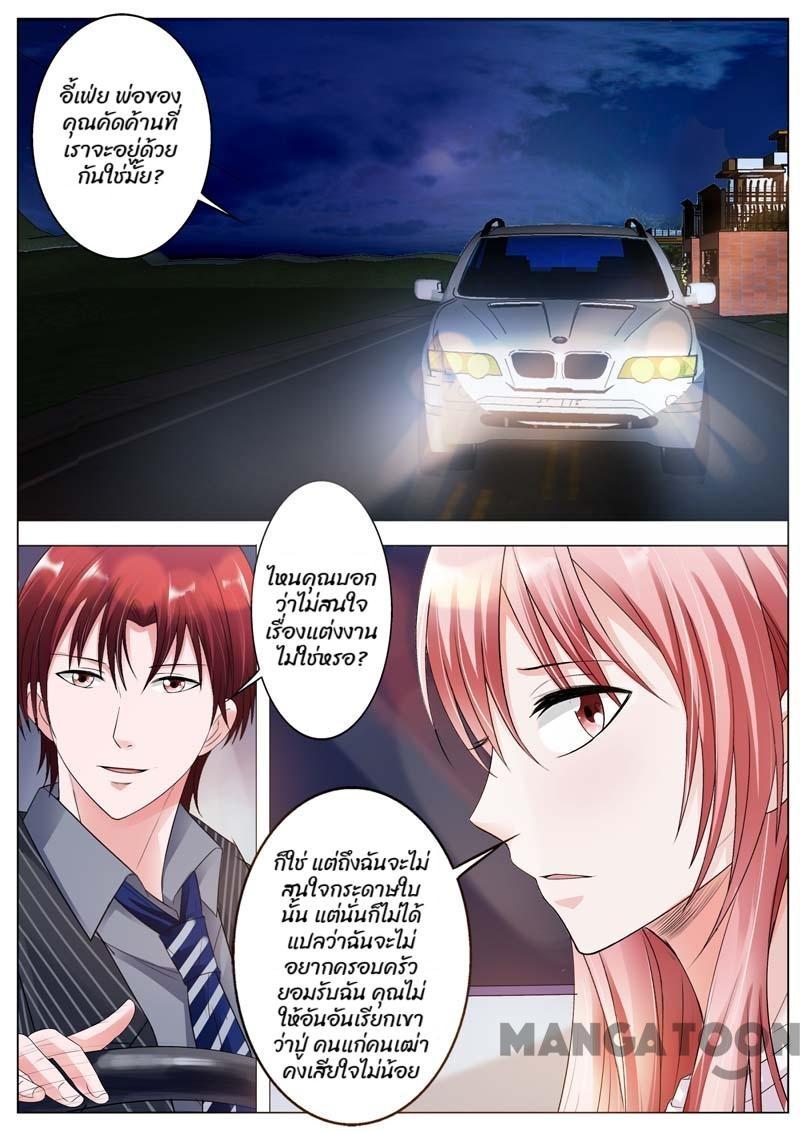 อี้เฟ่ย พ่อของ
คุณคัดค้านที่
เราจะอยู่ด้วย
กันใช่มั้ย?
ไหนคุณบอก
ว่าไม่สนใจ
เรื่องแต่งงาน
ไม่ใช่หรอ?
ก็ใช่ แต่ถึงฉันจะไม่
สนใจกระดาษใบ
นั้น แต่นั่นก็ไม่ได้
แปลว่าฉันจะไม่
อยากครอบครัว
ยอมรับฉัน คุณไม่
ให้อันอันเรียกเขา
ว่าปู่ คนแก่คนเฒ่า
คงเสียใจไม่น้อย
MANGATOON